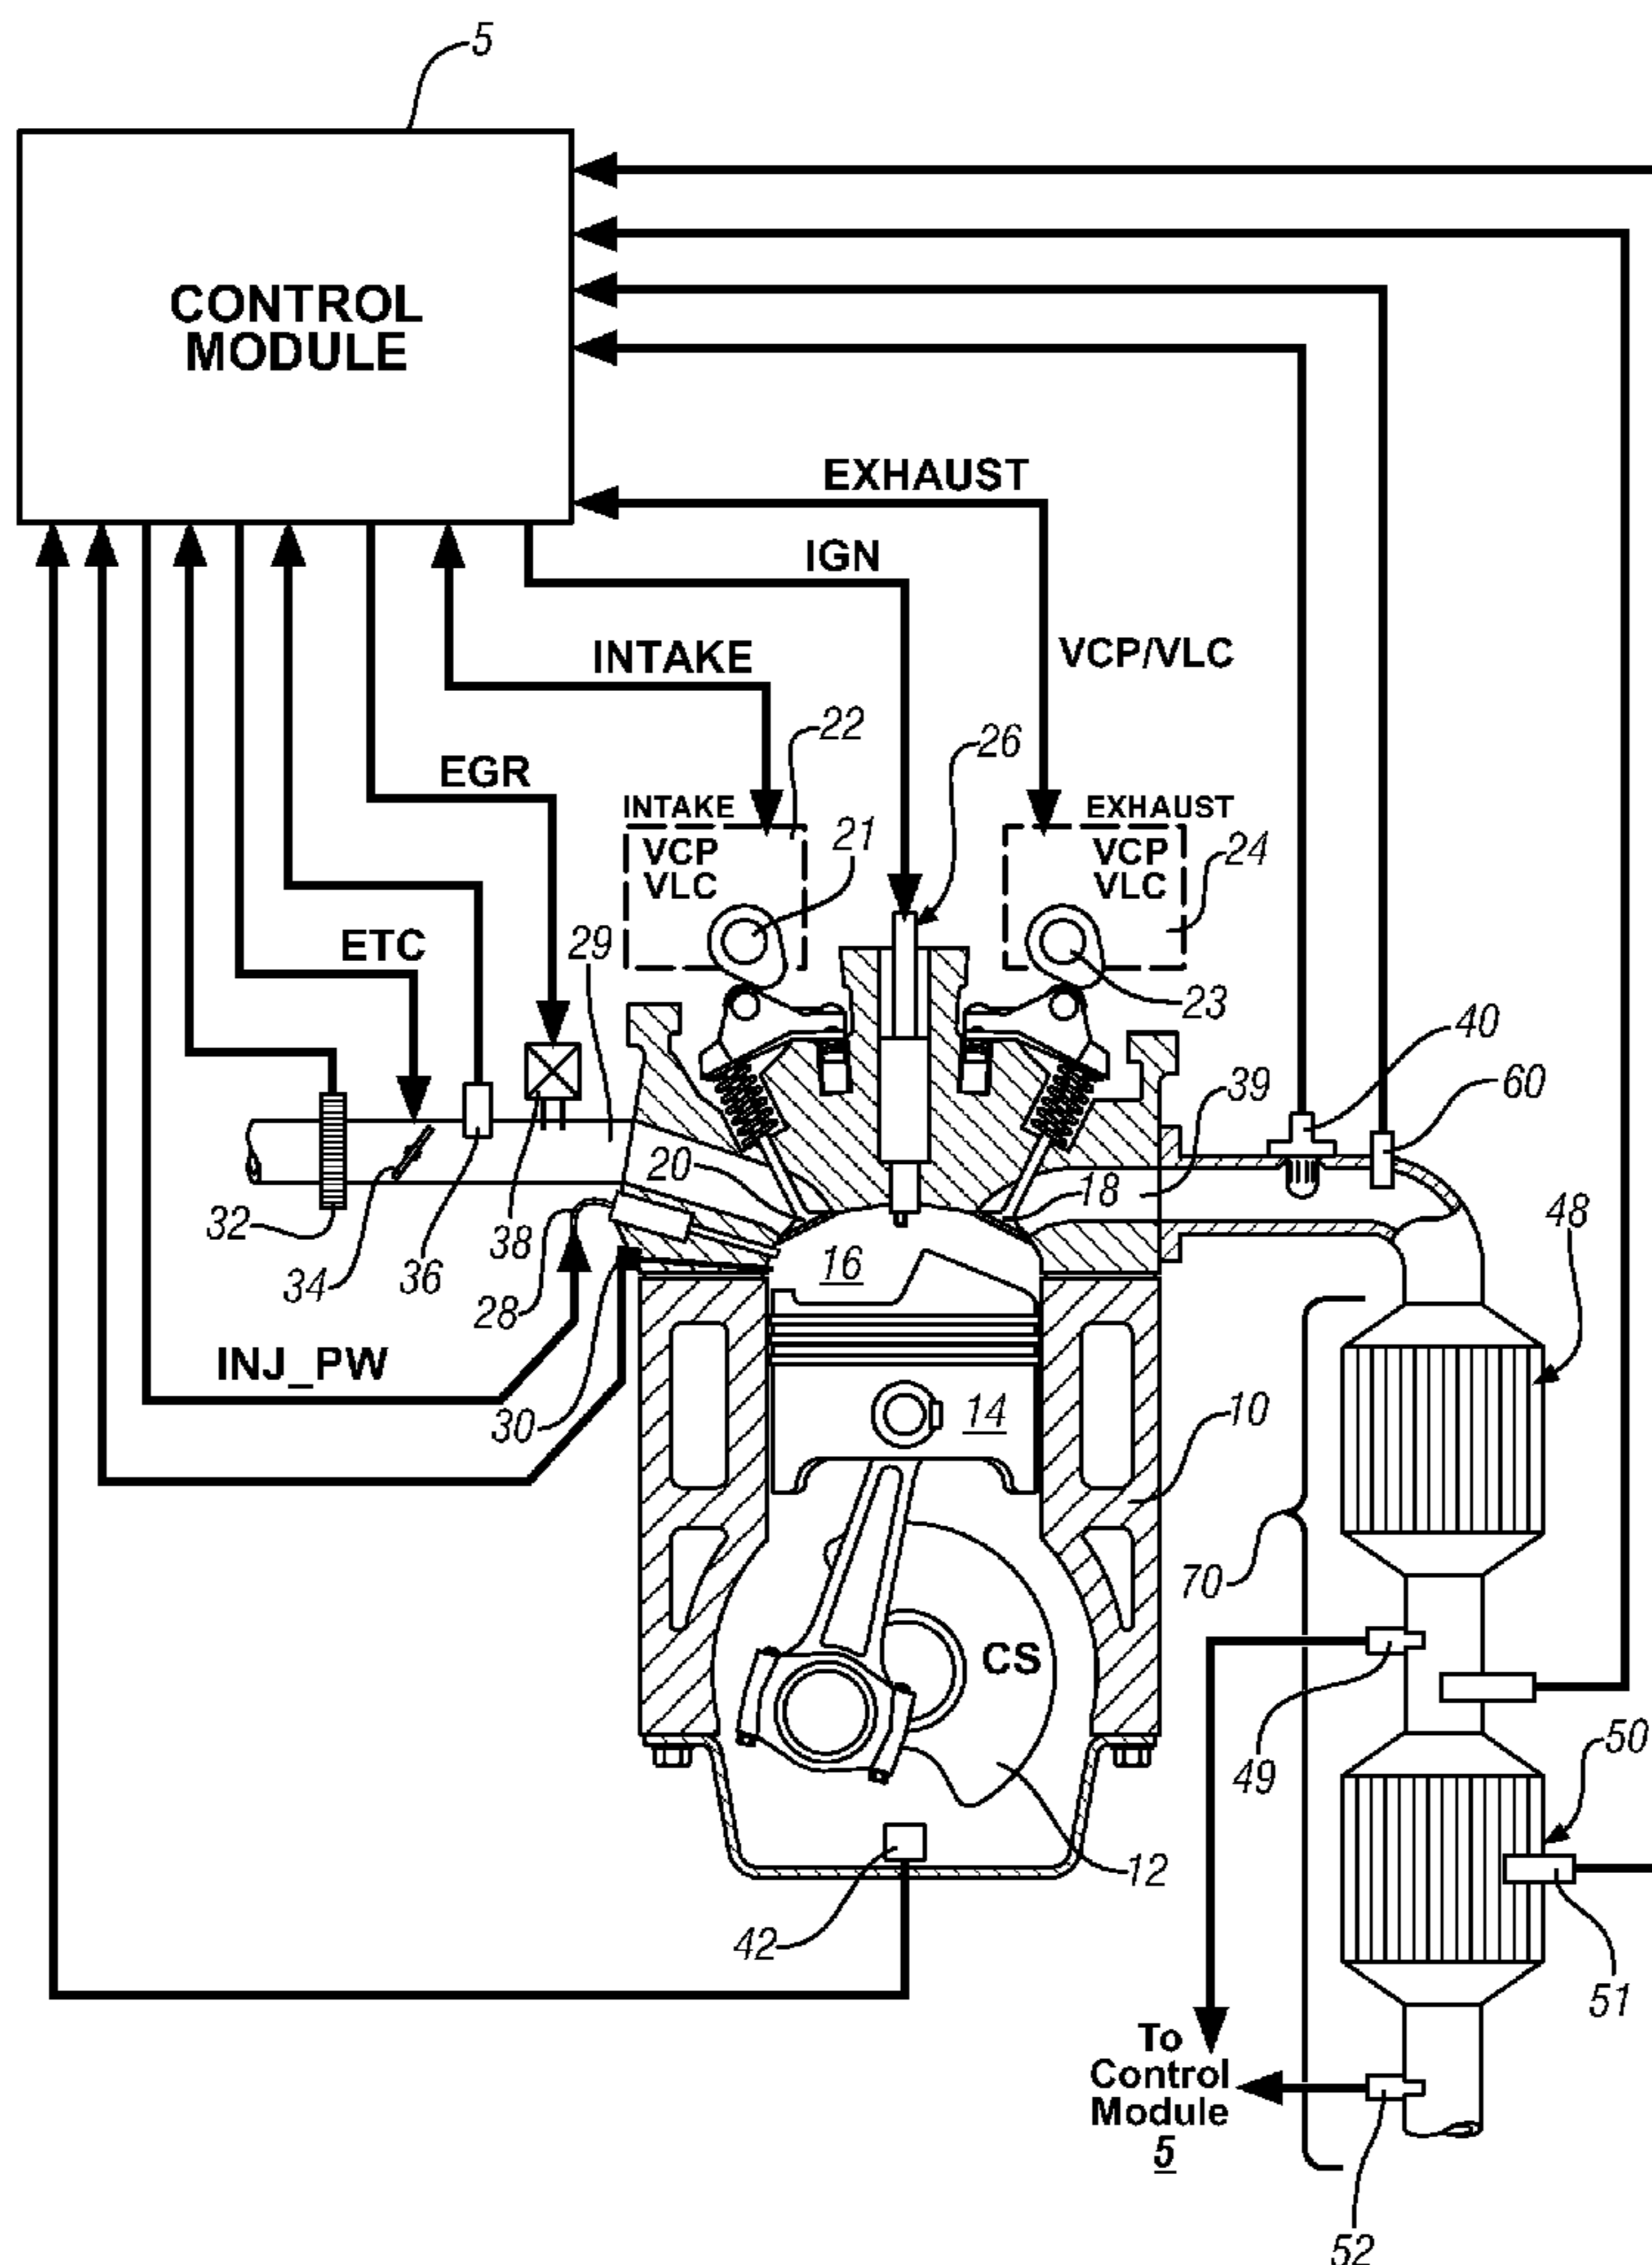 5
CONTROL
MODULE
EXHAUST
IGN
INTAKE
VCP/VLC
22
26
EGR
INTAKE
EXHAUST
VCP
VLC
21
VCP
VLC
24
ETC
29
23
40
39
60
20
18
32
38
48
34
36
28
16
INJ_PW
30
14
10
70
CS
49
50
12
42
51
To
Control
Module
5
52